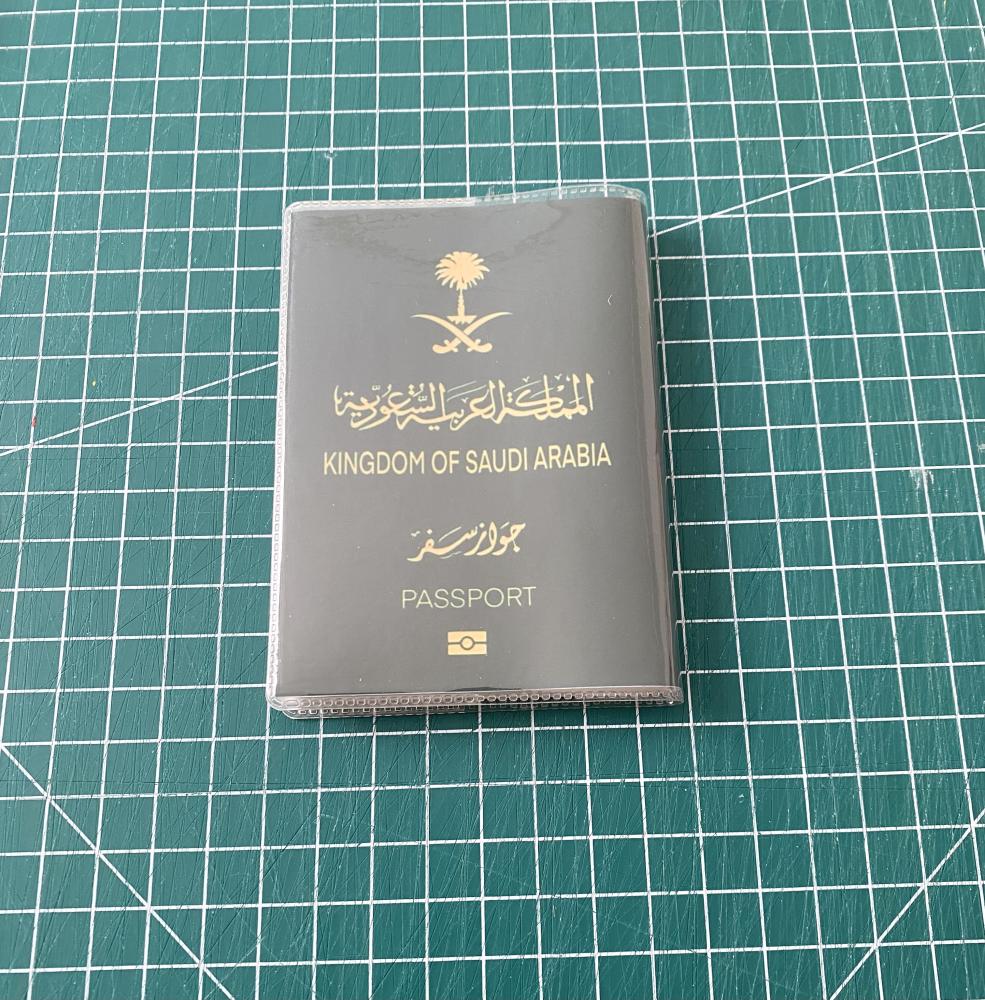 المملكة العربية السعودية
KINGDOM OF SAUDI ARABIA
جواز سفر
PASSPORT